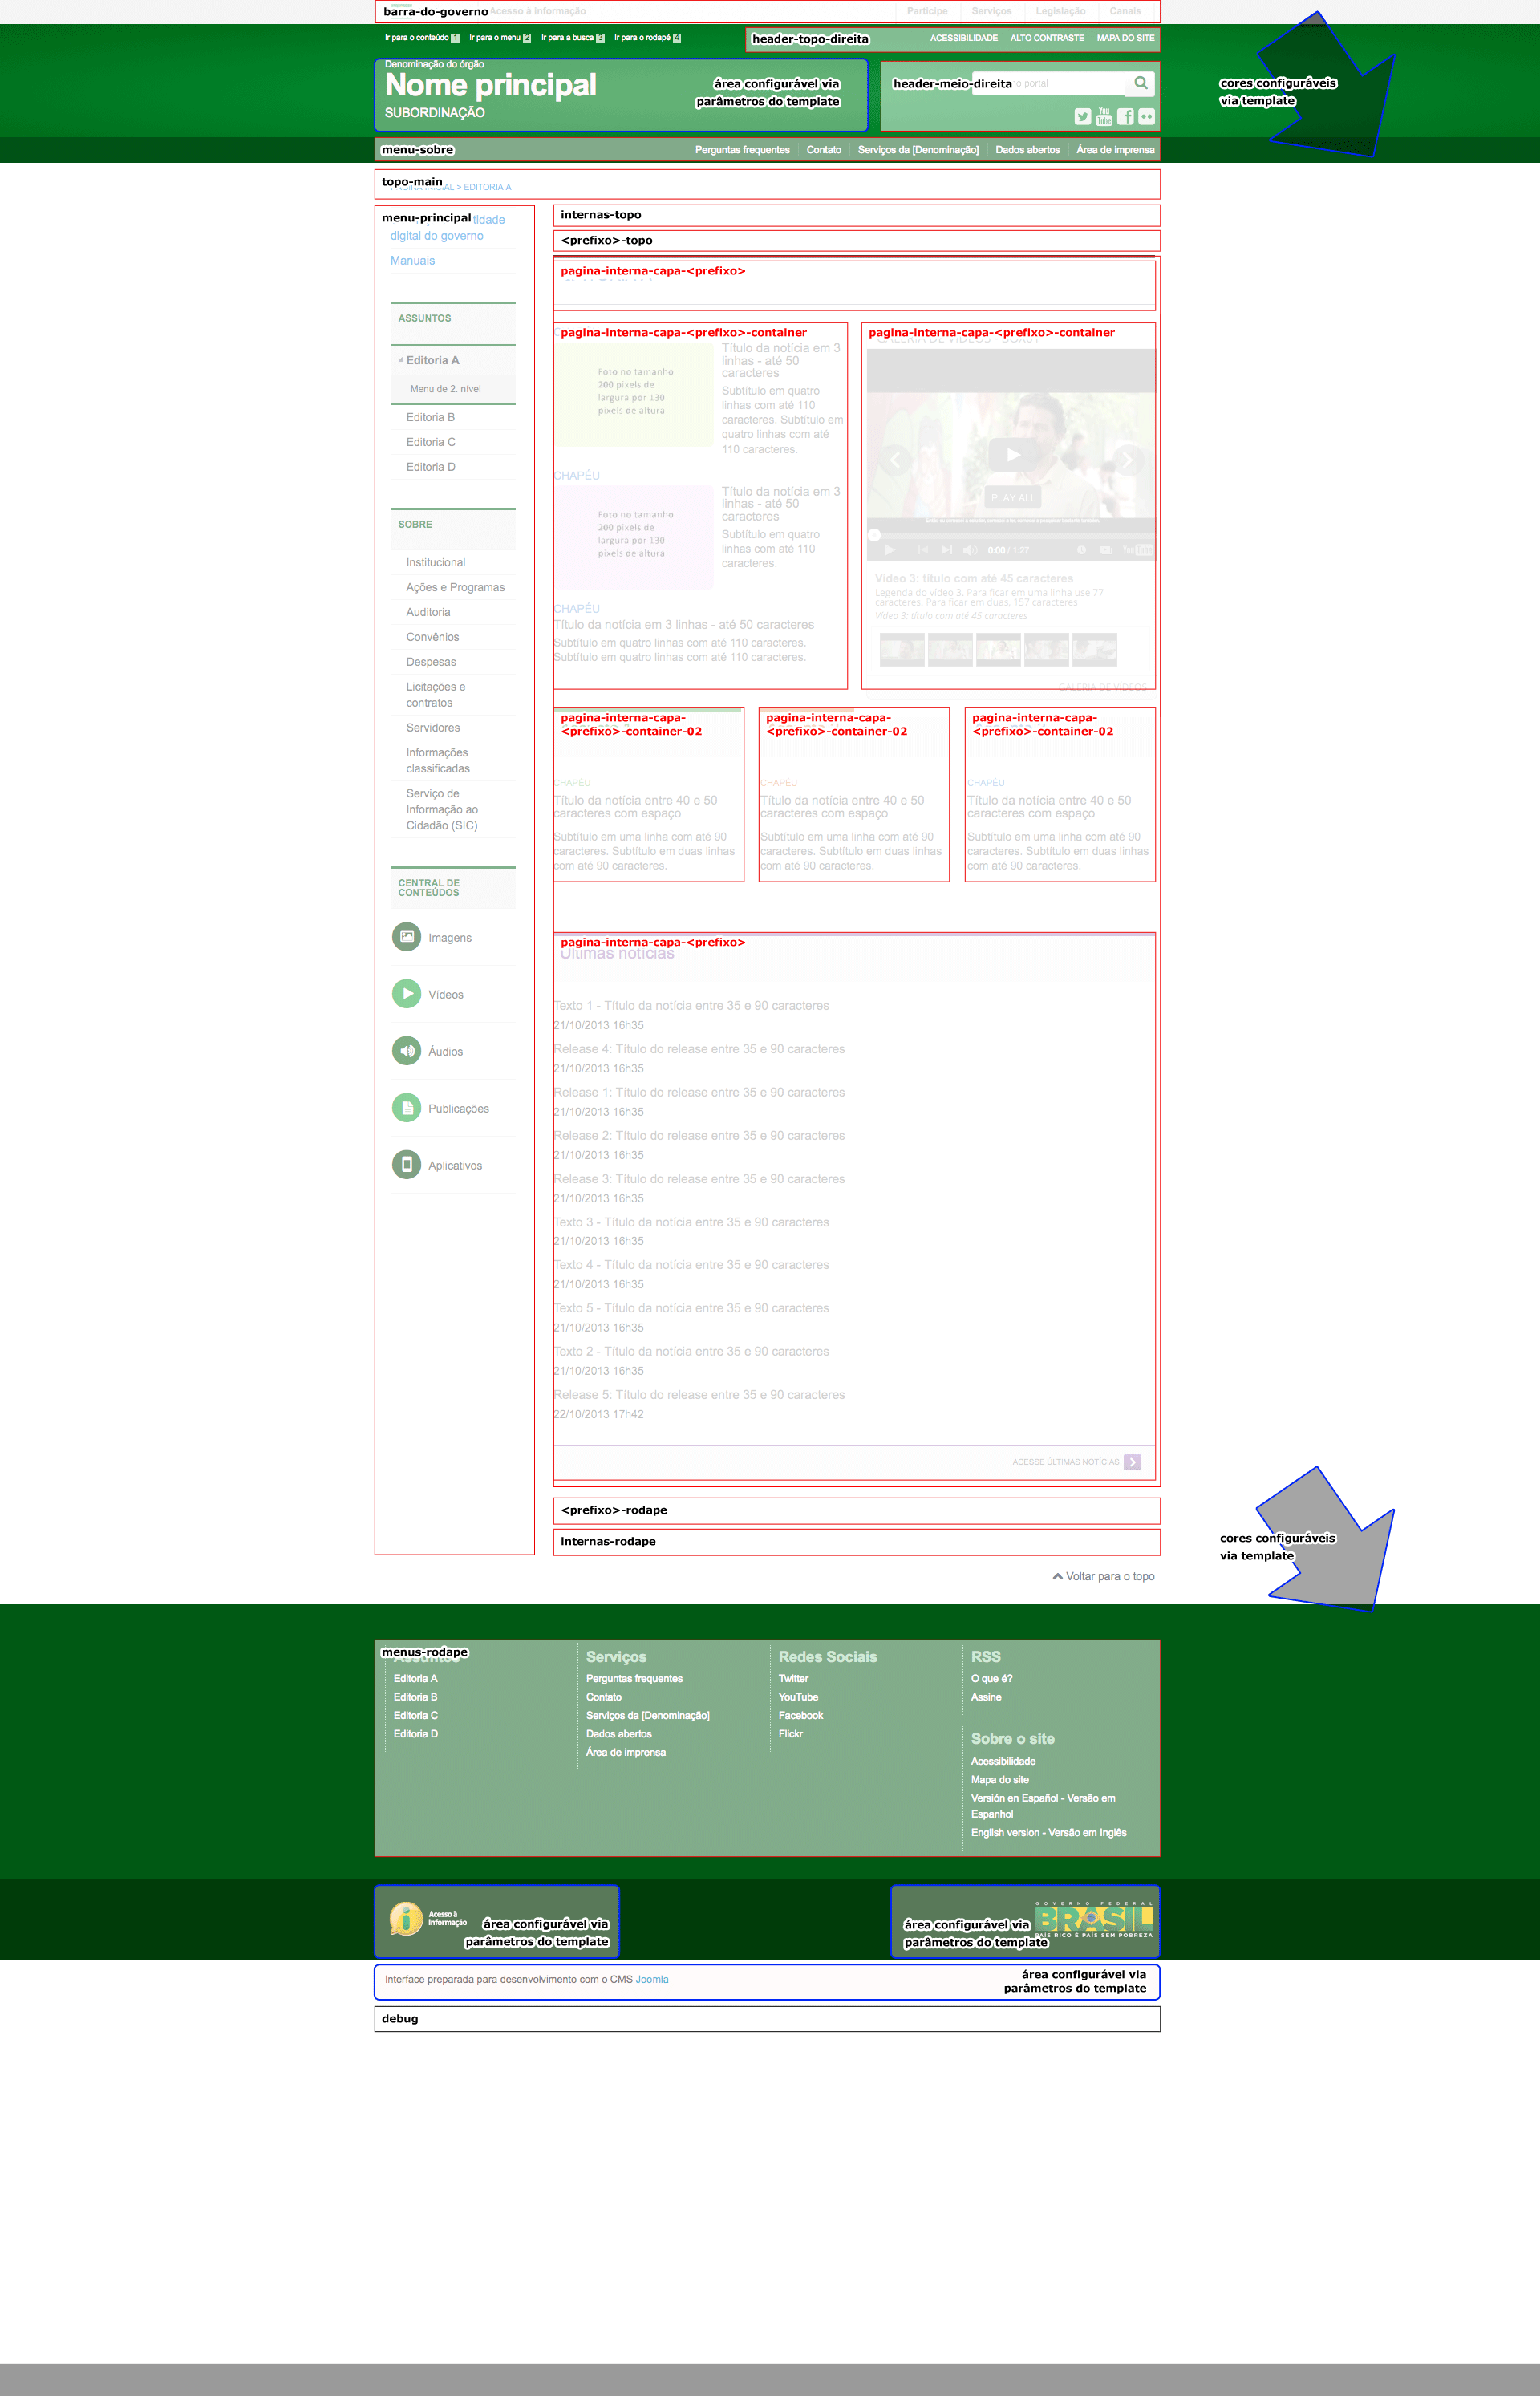 barra-do-governo Acesso à informação
Participe Serviços Legislação Canais
Ir para o conteúdo 1 Ir para o menu 2 Ir para a busca 3 Ir para o rodapé 4
header-topo-direita
ACESSIBILIDADE ALTO CONTRASTE MAPA DO SITE
Denominação do órgão
Nome principal
SUBORDINAÇÃO
área configurável via
parâmetros do template
header-meio-direita no portal
cores configuráveis
via template
menu-sobre
Perguntas frequentes Contato Serviços da [Denominação] Dados abertos Área de imprensa
topo-main
> EDITORIA A
menu-principal
digital do governo
Manuais
ASSUNTOS
Editoria A
Menu de 2. nível
Editoria B
Editoria C
Editoria D
SOBRE
Institucional
Ações e Programas
Auditoria
Convênios
Despesas
Licitações e
contratos
Servidores
Informações
classificadas
Serviço de
Informação ao
Cidadão (SIC)
CENTRAL DE
CONTEÚDOS
Imagens
Vídeos
Áudios
Publicações
Aplicativos
internas-topo
<prefixo>-topo
pagina-interna-capa-<prefixo>
pagina-interna-capa-<prefixo>-container
Foto no tamanho
200 pixels de
largura por 130
pixels de altura
Título da notícia em 3
linhas - até 50
caracteres
Subtítulo em quatro
linhas com até 110
caracteres. Subtítulo em
quatro linhas com até
110 caracteres.
CHAPÉU
Foto no tamanho
200 pixels de
largura por 130
pixels de altura
Título da notícia em 3
linhas - até 50
caracteres
Subtítulo em quatro
linhas com até 110
caracteres.
CHAPÉU
Título da notícia em 3 linhas - até 50 caracteres
Subtítulo em quatro linhas com até 110 caracteres.
Subtítulo em quatro linhas com até 110 caracteres.
pagina-interna-capa-<prefixo>-container
PLAY ALL
0:00 / 1:27
YouTube
Vídeo 3: título com até 45 caracteres
Legenda do vídeo 3. Para ficar em uma linha use 77
caracteres. Para ficar em duas, 157 caracteres
Vídeo 3: título com até 45 caracteres
GALERIA DE VÍDEOS
pagina-interna-capa-
<prefixo>-container-02
CHAPÉU
Título da notícia entre 40 e 50
caracteres com espaço
Subtítulo em uma linha com até 90
caracteres. Subtítulo em duas linhas
com até 90 caracteres.
pagina-interna-capa-
<prefixo>-container-02
CHAPÉU
Título da notícia entre 40 e 50
caracteres com espaço
Subtítulo em uma linha com até 90
caracteres. Subtítulo em duas linhas
com até 90 caracteres.
pagina-interna-capa-
<prefixo>-container-02
CHAPÉU
Título da notícia entre 40 e 50
caracteres com espaço
Subtítulo em uma linha com até 90
caracteres. Subtítulo em duas linhas
com até 90 caracteres.
pagina-interna-capa-<prefixo>
Últimas notícias
Texto 1 - Título da notícia entre 35 e 90 caracteres
21/10/2013 16h35
Release 4: Título do release entre 35 e 90 caracteres
21/10/2013 16h35
Release 1: Título do release entre 35 e 90 caracteres
21/10/2013 16h35
Release 2: Título do release entre 35 e 90 caracteres
21/10/2013 16h35
Release 3: Título do release entre 35 e 90 caracteres
21/10/2013 16h35
Texto 3 - Título da notícia entre 35 e 90 caracteres
21/10/2013 16h35
Texto 4 - Título da notícia entre 35 e 90 caracteres
21/10/2013 16h35
Texto 5 - Título da notícia entre 35 e 90 caracteres
21/10/2013 16h35
Texto 2 - Título da notícia entre 35 e 90 caracteres
21/10/2013 16h35
Release 5: Título do release entre 35 e 90 caracteres
22/10/2013 17h42
ACESSE ÚLTIMAS NOTÍCIAS
<prefixo>-rodape
internas-rodape
cores configuráveis
via template
Voltar para o topo
menus-rodape
Editoria A
Editoria B
Editoria C
Editoria D
Serviços
Perguntas frequentes
Contato
Serviços da [Denominação]
Dados abertos
Área de imprensa
Redes Sociais
Twitter
YouTube
Facebook
Flickr
RSS
O que é?
Assine
Sobre o site
Acessibilidade
Mapa do site
Versión en Español - Versão em
Espanhol
English version - Versão em Inglês
Acesso à
Informação
área configurável via
parâmetros do template
área configurável via
parâmetros do template
GOVERNO FEDERAL
BRASIL
PAÍS RICO É PAÍS SEM POBREZA
Interface preparada para desenvolvimento com o CMS Joomla
área configurável via
parâmetros do template
debug